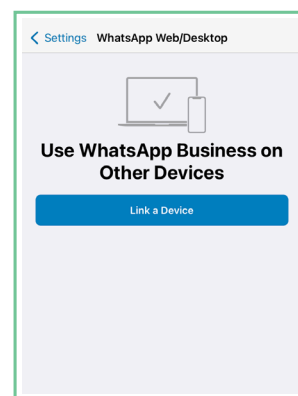 Settings WhatsApp Web/Desktop
Use WhatsApp Business on
Other Devices
Link a Device